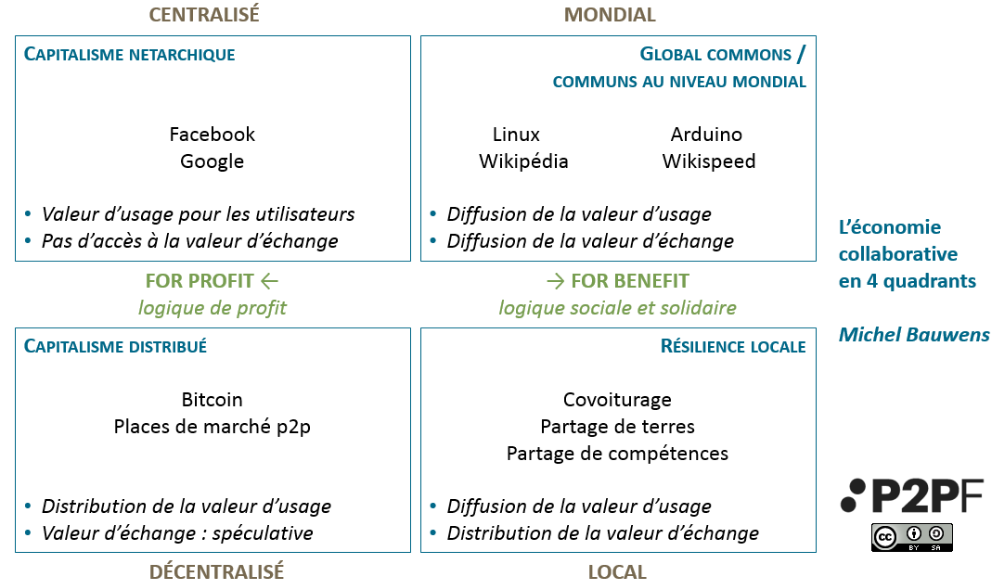 CENTRALISÉ
MONDIAL
CAPITALISME NETARCHIQUE
Facebook
Google
• Valeur d'usage pour les utilisateurs
• Pas d'accès à la valeur d'échange
GLOBAL COMMONS /
COMMUNS AU NIVEAU MONDIAL
Linux Arduino
Wikipédia Wikispeed
• Diffusion de la valeur d'usage
• Diffusion de la valeur d'échange
FOR PROFIT ←
logique de profit
→ FOR BENEFIT
logique sociale et solidaire
CAPITALISME DISTRIBUÉ
Bitcoin
Places de marché p2p
• Distribution de la valeur d'usage
• Valeur d'échange : spéculative
RÉSILIENCE LOCALE
Covoiturage
Partage de terres
Partage de compétences
• Diffusion de la valeur d'usage
• Distribution de la valeur d'échange
DÉCENTRALISÉ
LOCAL
L'économie
collaborative
en 4 quadrants
Michel Bauwens
P2PF
cc
BY SA